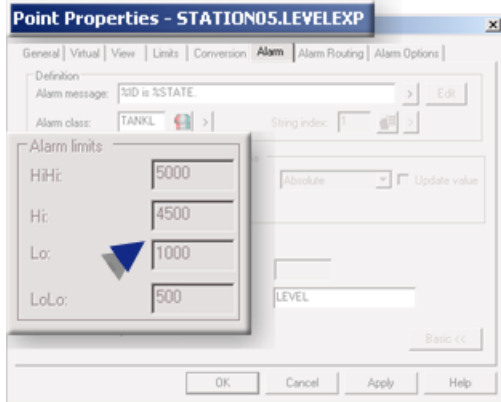 Point Properties - STATION05.LEVELEXP
General Virtual View Limits Conversion Alarm Alarm Routing Alarm Options
Definition
Alarm message: %ID is %STATE. > Edit
Alarm class: TANKL > String index: 1 >
Alarm limits
HiHi: 5000
Absolute Update value
Hi: 4500
Lo: 1000
LoLo: 500
LEVEL
Basic <<
OK Cancel Apply Help